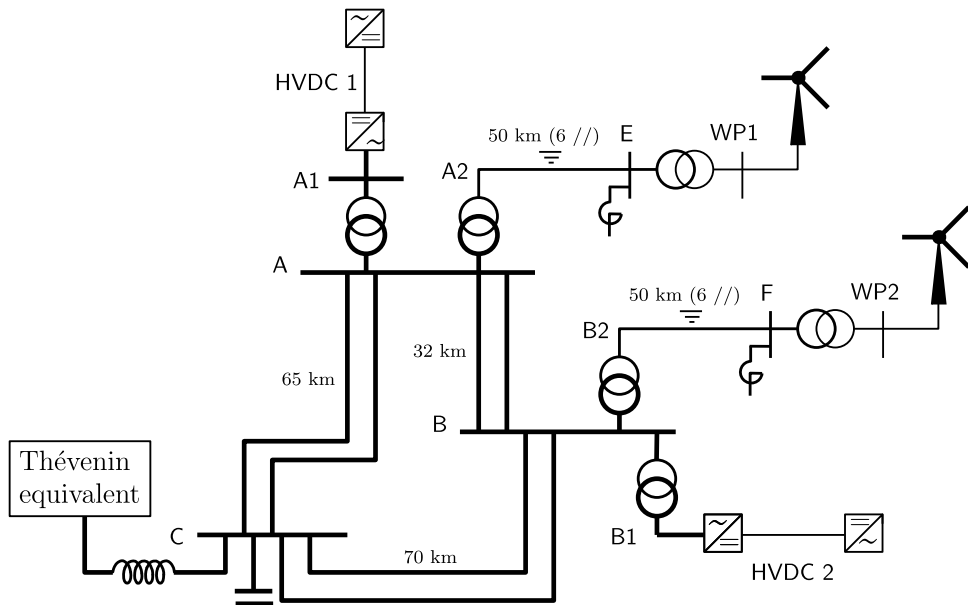 HVDC 1
50 km (6 //)
E
WP1
A1
A2
A
50 km (6 //)
F
WP2
B2
32 km
65 km
B
Thévenin
equivalent
C
70 km
B1
HVDC 2